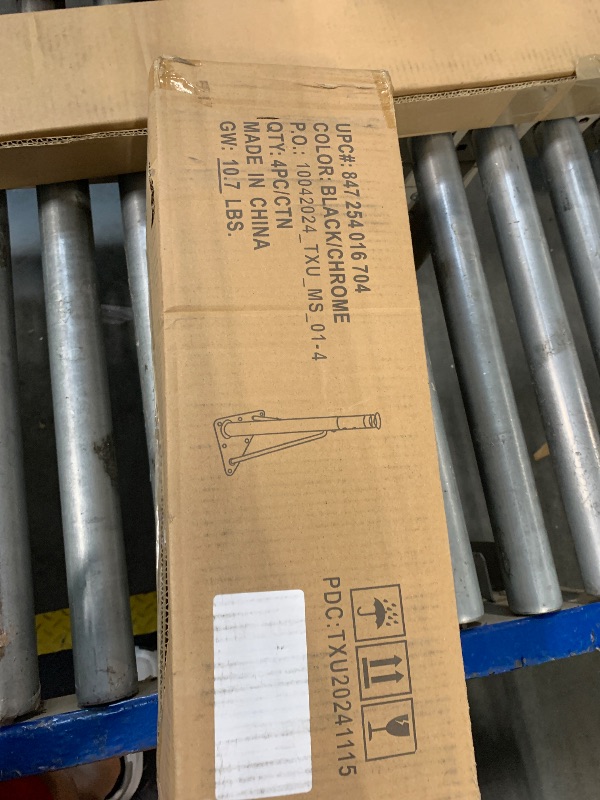 UPC#: 847 254 016 704
COLOR: BLACK/CHROME
P.O.: 10042024_TXU_MS_01-4
QTY: 4PC/CTN
MADE IN CHINA
GW: 10.7 LBS.
PDC:TXU20241115